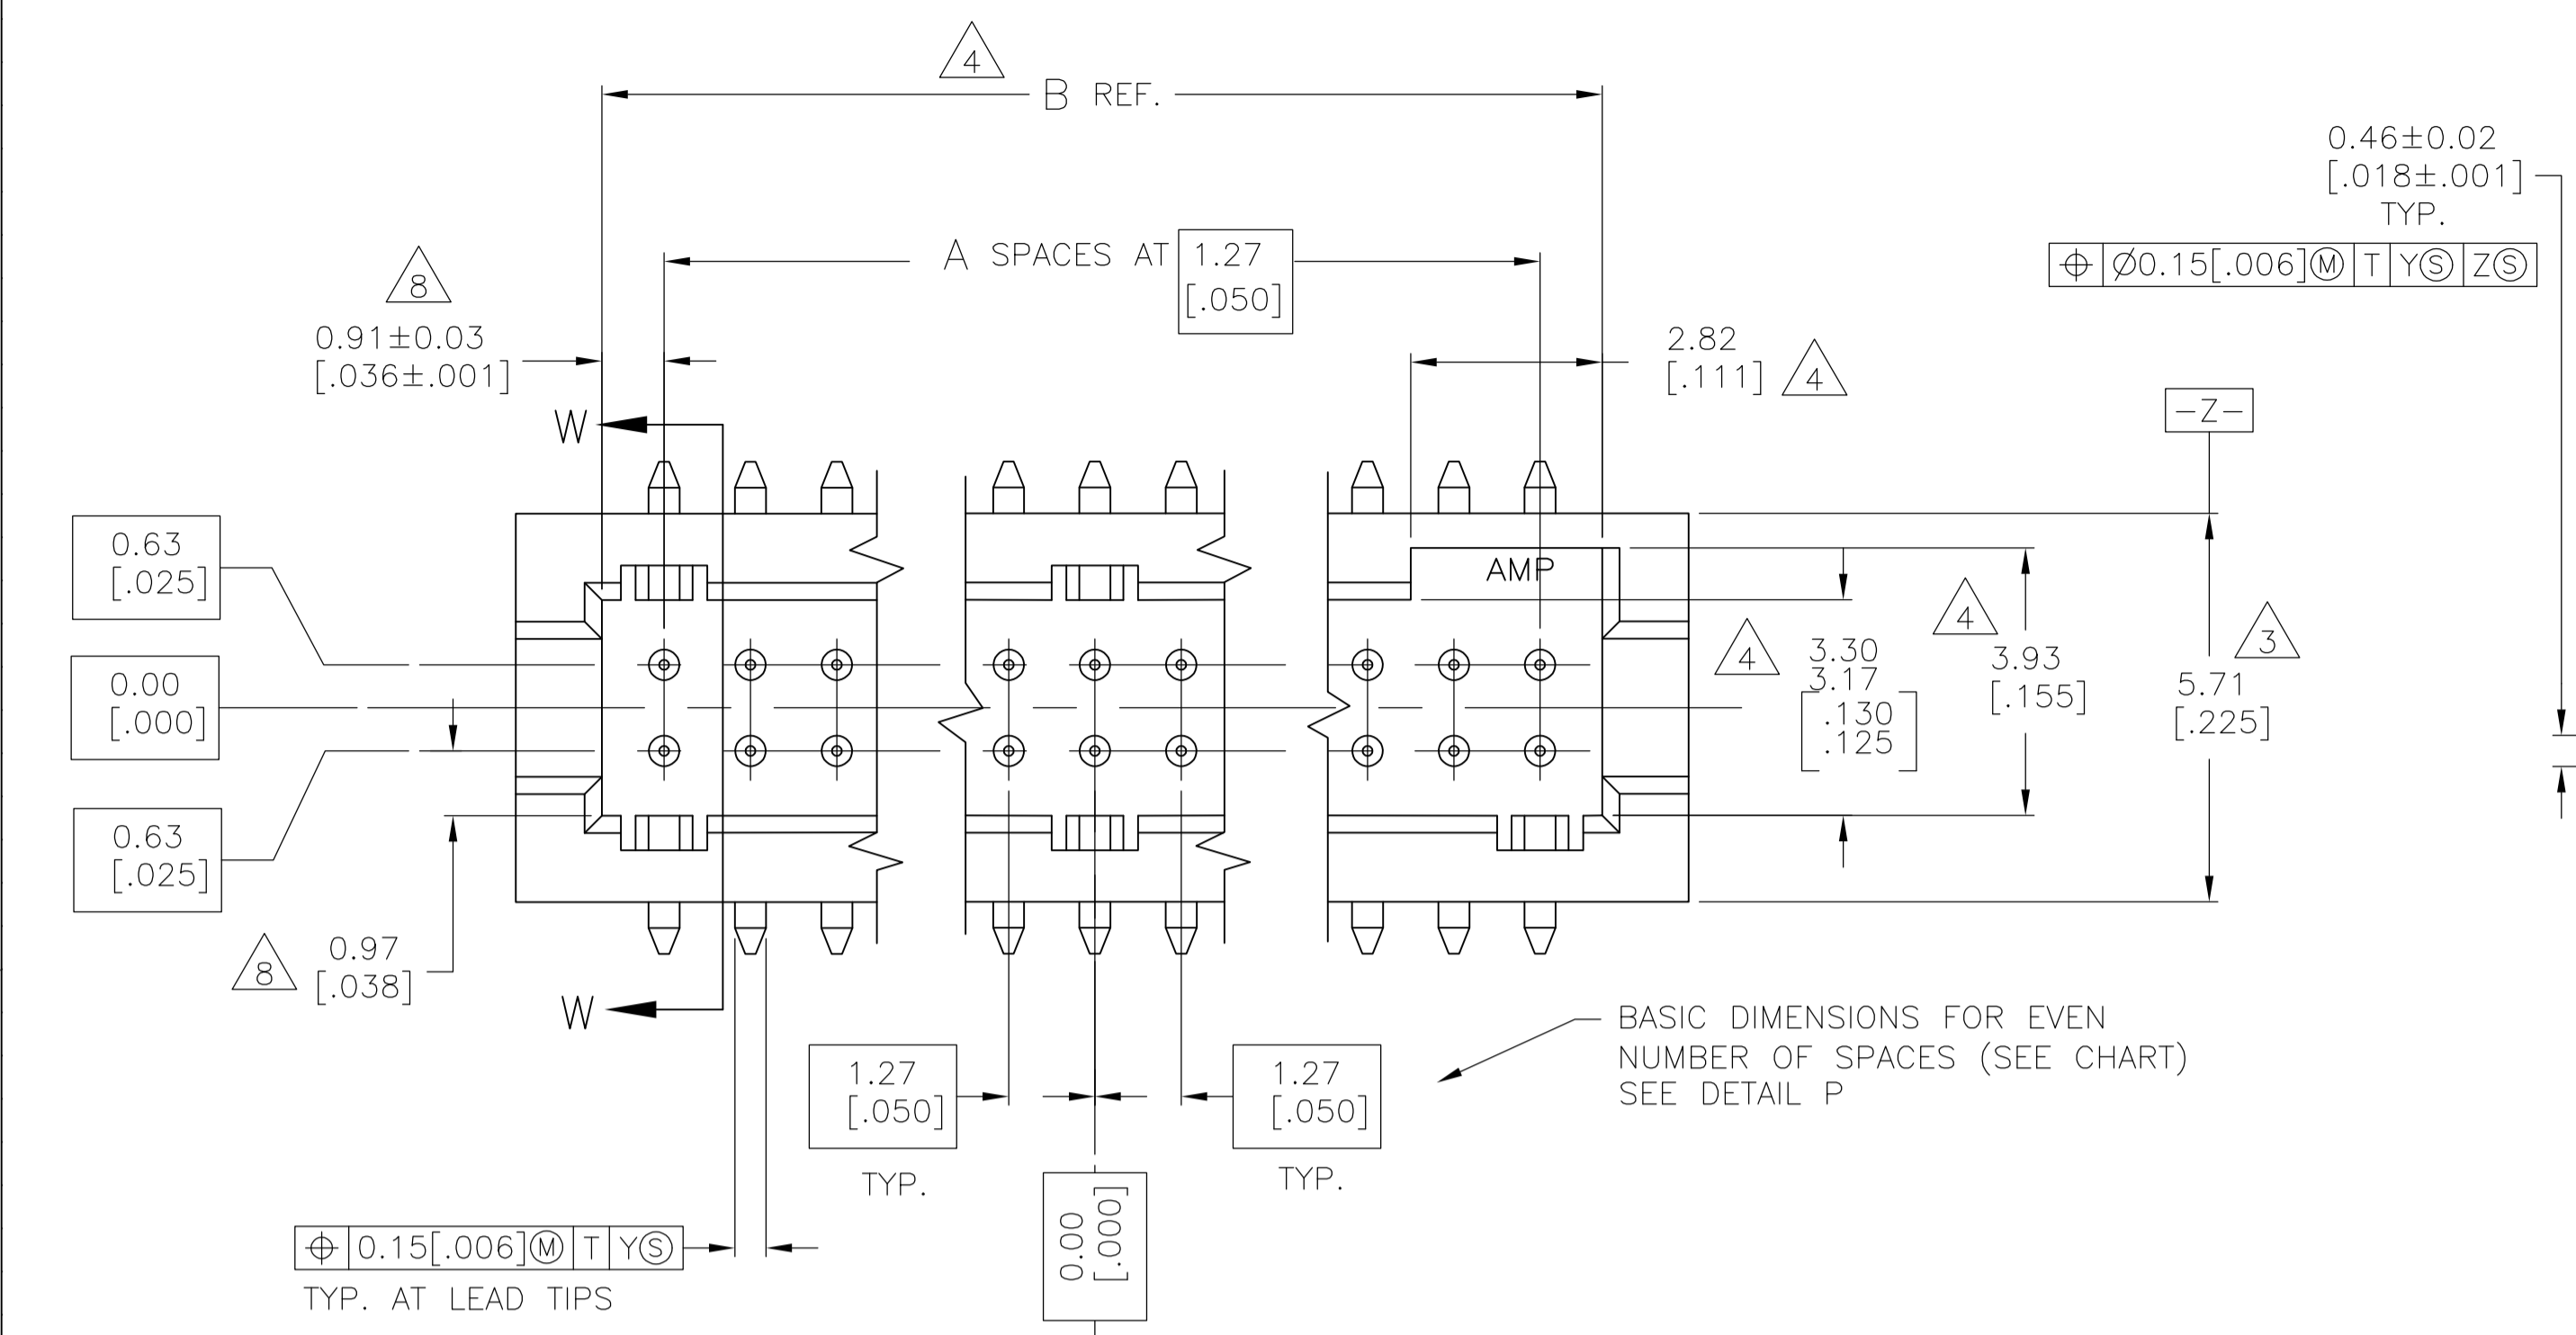 4
B REF.
0.46±0.02
[.018±.001]
TYP.
⌖ Ø0.15[.006]Ⓜ T YⓈ ZⓈ
A SPACES AT 1.27
[.050]
8
0.91±0.03
[.036±.001]
2.82
[.111] 4
W
-Z-
0.63
[.025]
AMP
4
3.30
3.17
[.130
.125]
4
3.93
[.155]
3
5.71
[.225]
0.00
[.000]
0.63
[.025]
8 0.97
[.038]
W
BASIC DIMENSIONS FOR EVEN
NUMBER OF SPACES (SEE CHART)
SEE DETAIL P
1.27
[.050]
TYP.
1.27
[.050]
TYP.
0.00
[.000]
⌖ 0.15[.006]Ⓜ T YⓈ
TYP. AT LEAD TIPS